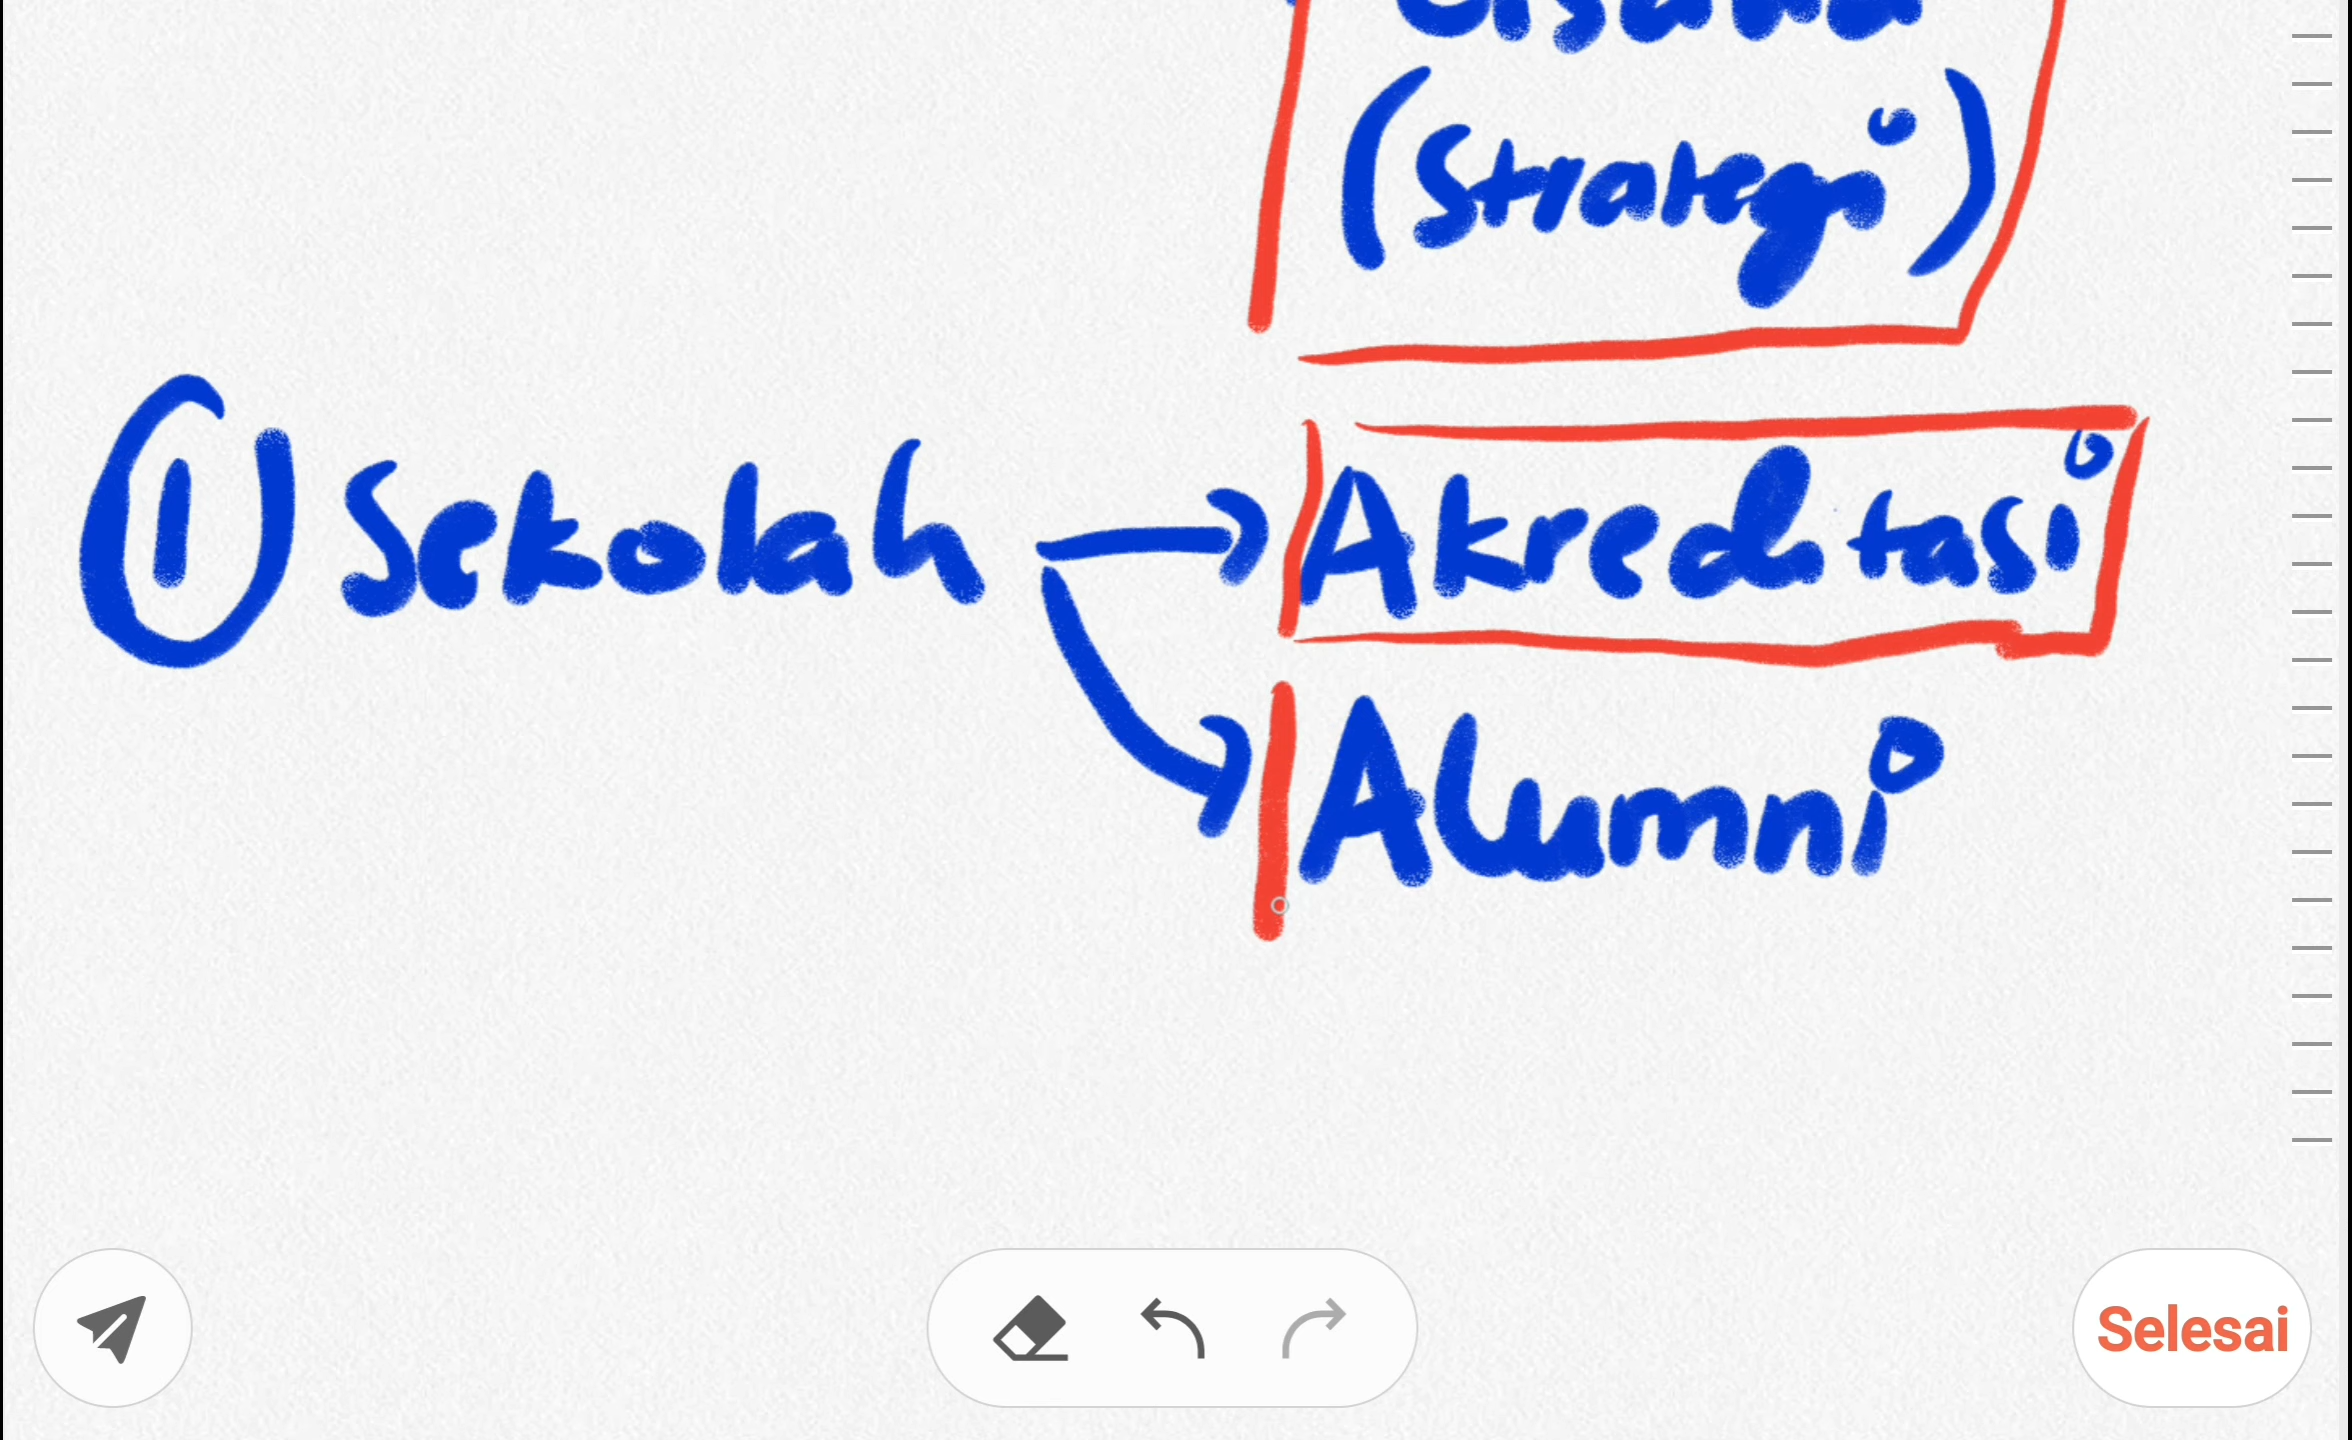 (Strategi)
1 Sekolah → Akreditasi
Alumni
Selesai